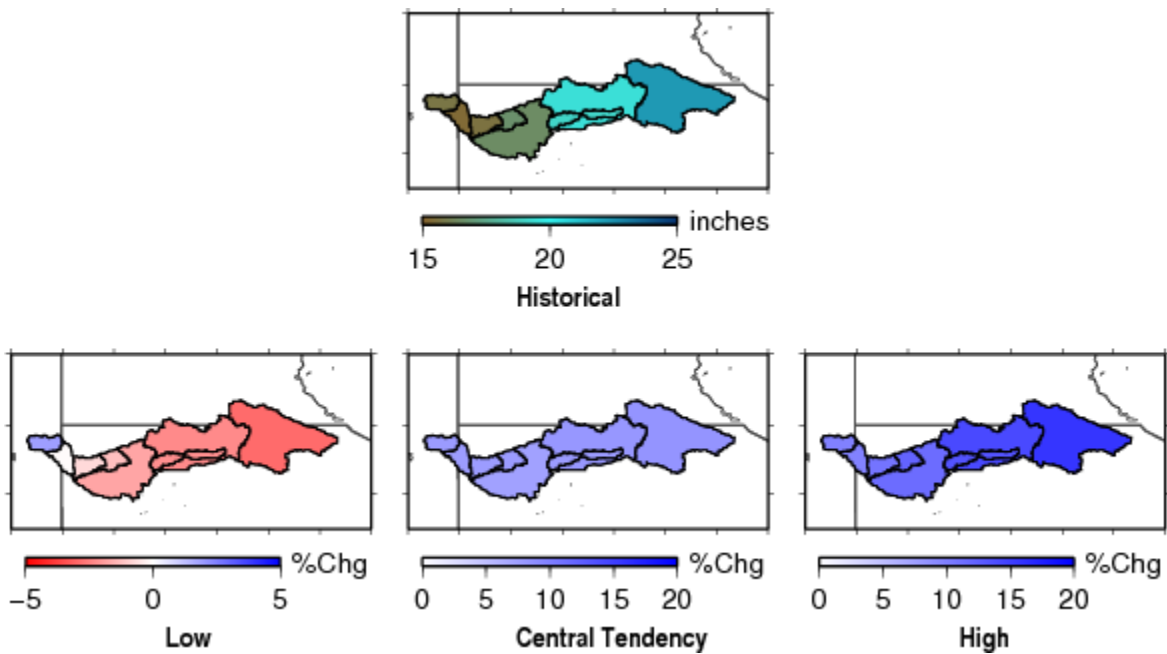 inches
15 20 25
Historical
%Chg %Chg %Chg
−5 0 5 0 5 10 15 20 0 5 10 15 20
Low Central Tendency High